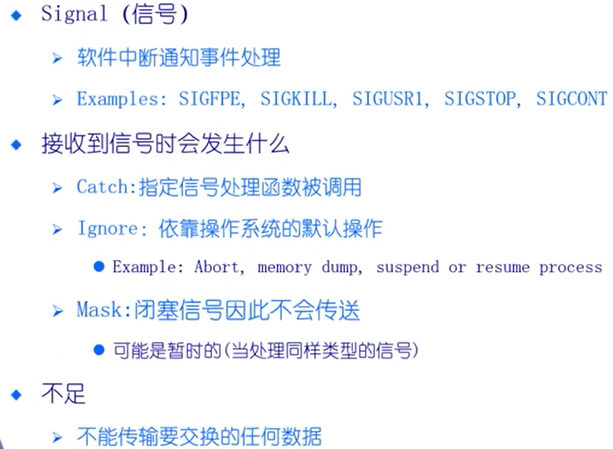 Signal (信号)
软件中断通知事件处理
Examples: SIGFPE, SIGKILL, SIGUSR1, SIGSTOP, SIGCONT
接收到信号时会发生什么
Catch:指定信号处理函数被调用
Ignore: 依靠操作系统的默认操作
Example: Abort, memory dump, suspend or resume process
Mask:闭塞信号因此不会传送
可能是暂时的(当处理同样类型的信号)
不足
不能传输要交换的任何数据